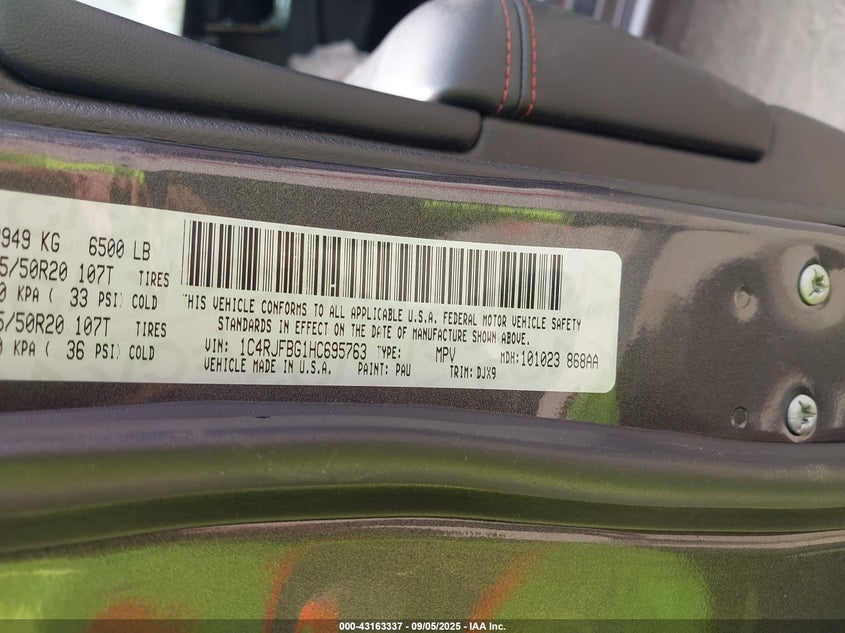 949 KG 6500 LB
5/50R20 107T TIRES
0 KPA ( 33 PSI) COLD
5/50R20 107T TIRES
0 KPA ( 36 PSI) COLD
THIS VEHICLE CONFORMS TO ALL APPLICABLE U.S.A. FEDERAL MOTOR VEHICLE SAFETY
STANDARDS IN EFFECT ON THE DATE OF MANUFACTURE SHOWN ABOVE.
VIN: 1C4RJFBG1HC695763 TYPE: MPV MDH:101023 868AA
VEHICLE MADE IN U.S.A. PAINT: PAU TRIM: DJX9
000-43163337 - 09/05/2025 - IAA Inc.